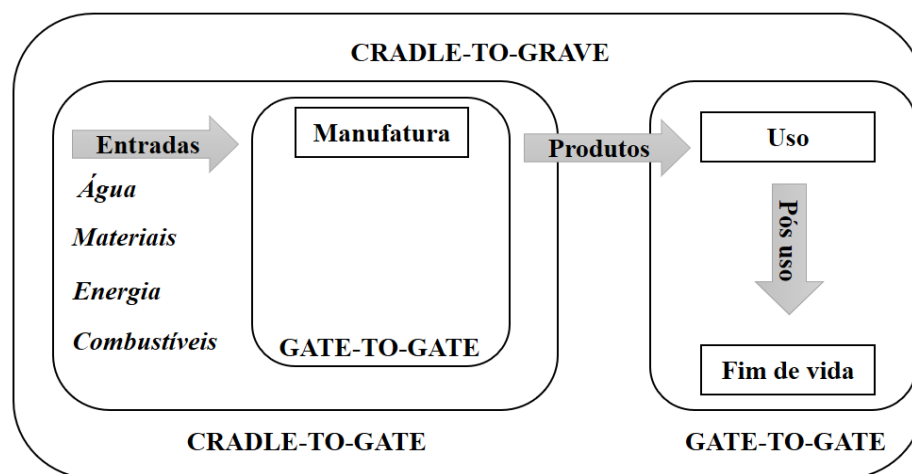 CRADLE-TO-GRAVE
Entradas
Água
Materiais
Energia
Combustíveis
Manufatura
GATE-TO-GATE
CRADLE-TO-GATE
Produtos
Uso
Pós uso
Fim de vida
GATE-TO-GATE